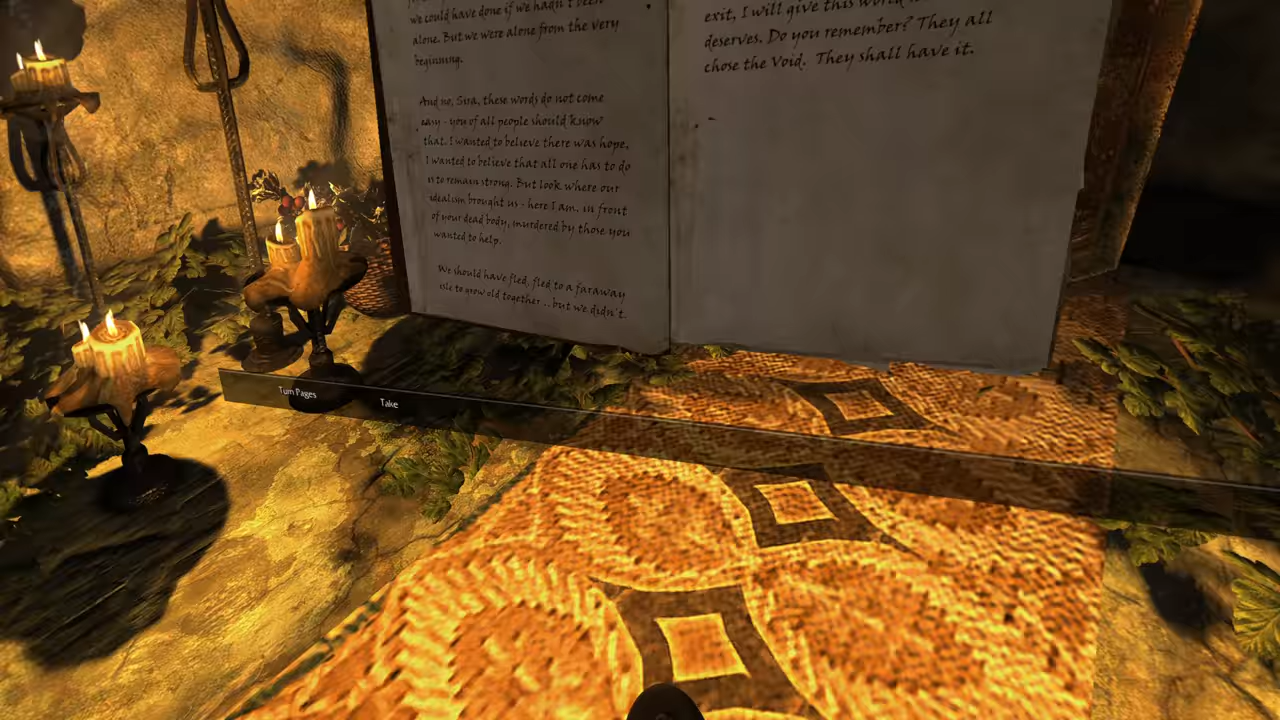 we could have done if we hadn't been
alone. But we were alone from the very
beginning.
And no, Sira, these words do not come
easy - you of all people should know
that. I wanted to believe there was hope,
I wanted to believe that all one has to do
is to remain strong. But look where our
idealism brought us - here I am, in front
of your dead body, murdered by those you
wanted to help.
We should have fled, fled to a faraway
isle to grow old together ... but we didn't.
exit, I will give this world
deserves. Do you remember? They all
chose the Void. They shall have it.
Turn Pages
Take